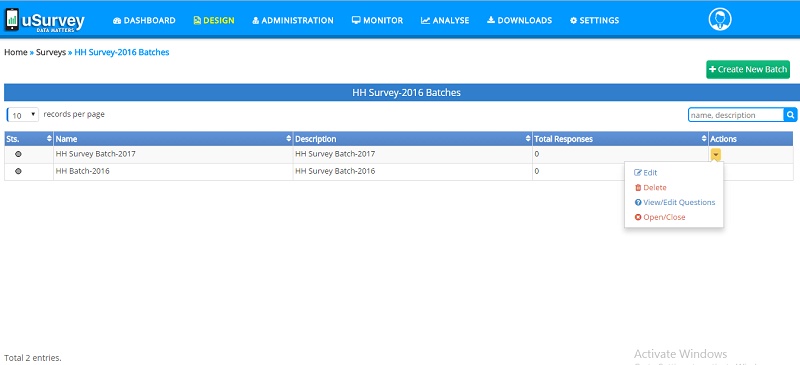 uSurvey
DATA MATTERS
DASHBOARD DESIGN ADMINISTRATION MONITOR ANALYSE DOWNLOADS SETTINGS
Home » Surveys » HH Survey-2016 Batches
Create New Batch
HH Survey-2016 Batches
10 records per page name, description
Sts. Name Description Total Responses Actions
HH Survey Batch-2017 HH Survey Batch-2017 0
HH Batch-2016 HH Survey Batch-2016 0
Edit
Delete
View/Edit Questions
Open/Close
Total 2 entries.
Activate Windows